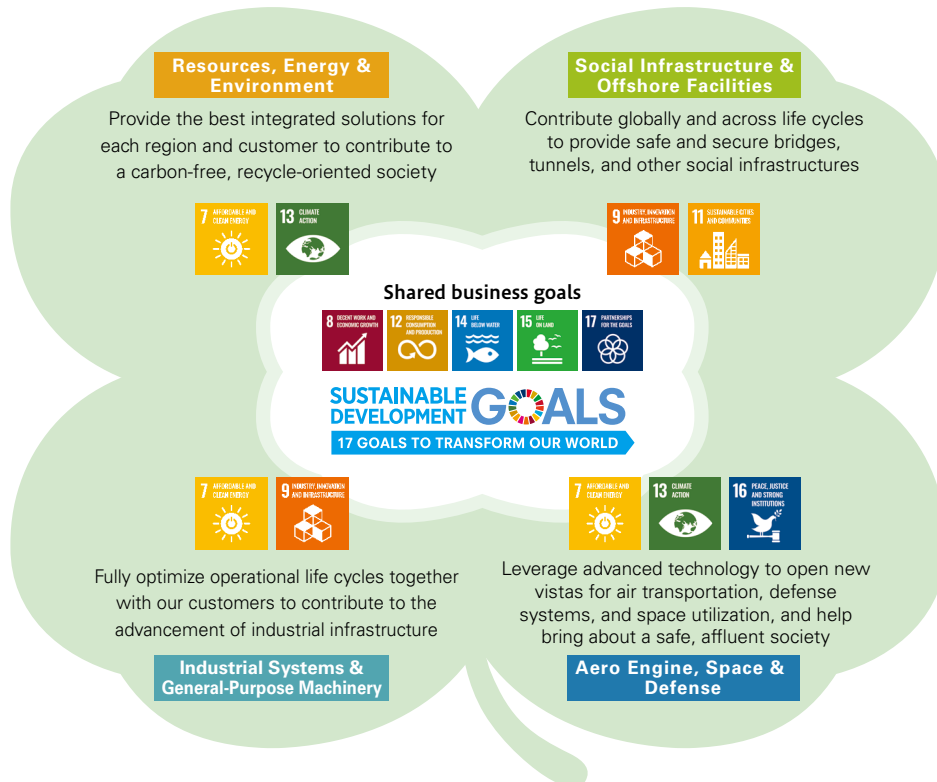 Resources, Energy &
Environment
Provide the best integrated solutions for
each region and customer to contribute to
a carbon-free, recycle-oriented society
7 AFFORDABLE AND
CLEAN ENERGY
13 CLIMATE
ACTION
Social Infrastructure &
Offshore Facilities
Contribute globally and across life cycles
to provide safe and secure bridges,
tunnels, and other social infrastructures
9 INDUSTRY, INNOVATION
AND INFRASTRUCTURE
11 SUSTAINABLE CITIES
AND COMMUNITIES
Shared business goals
8 DECENT WORK AND
ECONOMIC GROWTH
12 RESPONSIBLE
CONSUMPTION
AND PRODUCTION
14 LIFE
BELOW WATER
15 LIFE
ON LAND
17 PARTNERSHIPS
FOR THE GOALS
SUSTAINABLE
DEVELOPMENT
GOALS
17 GOALS TO TRANSFORM OUR WORLD
7 AFFORDABLE AND
CLEAN ENERGY
9 INDUSTRY, INNOVATION
AND INFRASTRUCTURE
Fully optimize operational life cycles together
with our customers to contribute to the
advancement of industrial infrastructure
Industrial Systems &
General-Purpose Machinery
7 AFFORDABLE AND
CLEAN ENERGY
13 CLIMATE
ACTION
16 PEACE, JUSTICE
AND STRONG
INSTITUTIONS
Leverage advanced technology to open new
vistas for air transportation, defense
systems, and space utilization, and help
bring about a safe, affluent society
Aero Engine, Space &
Defense